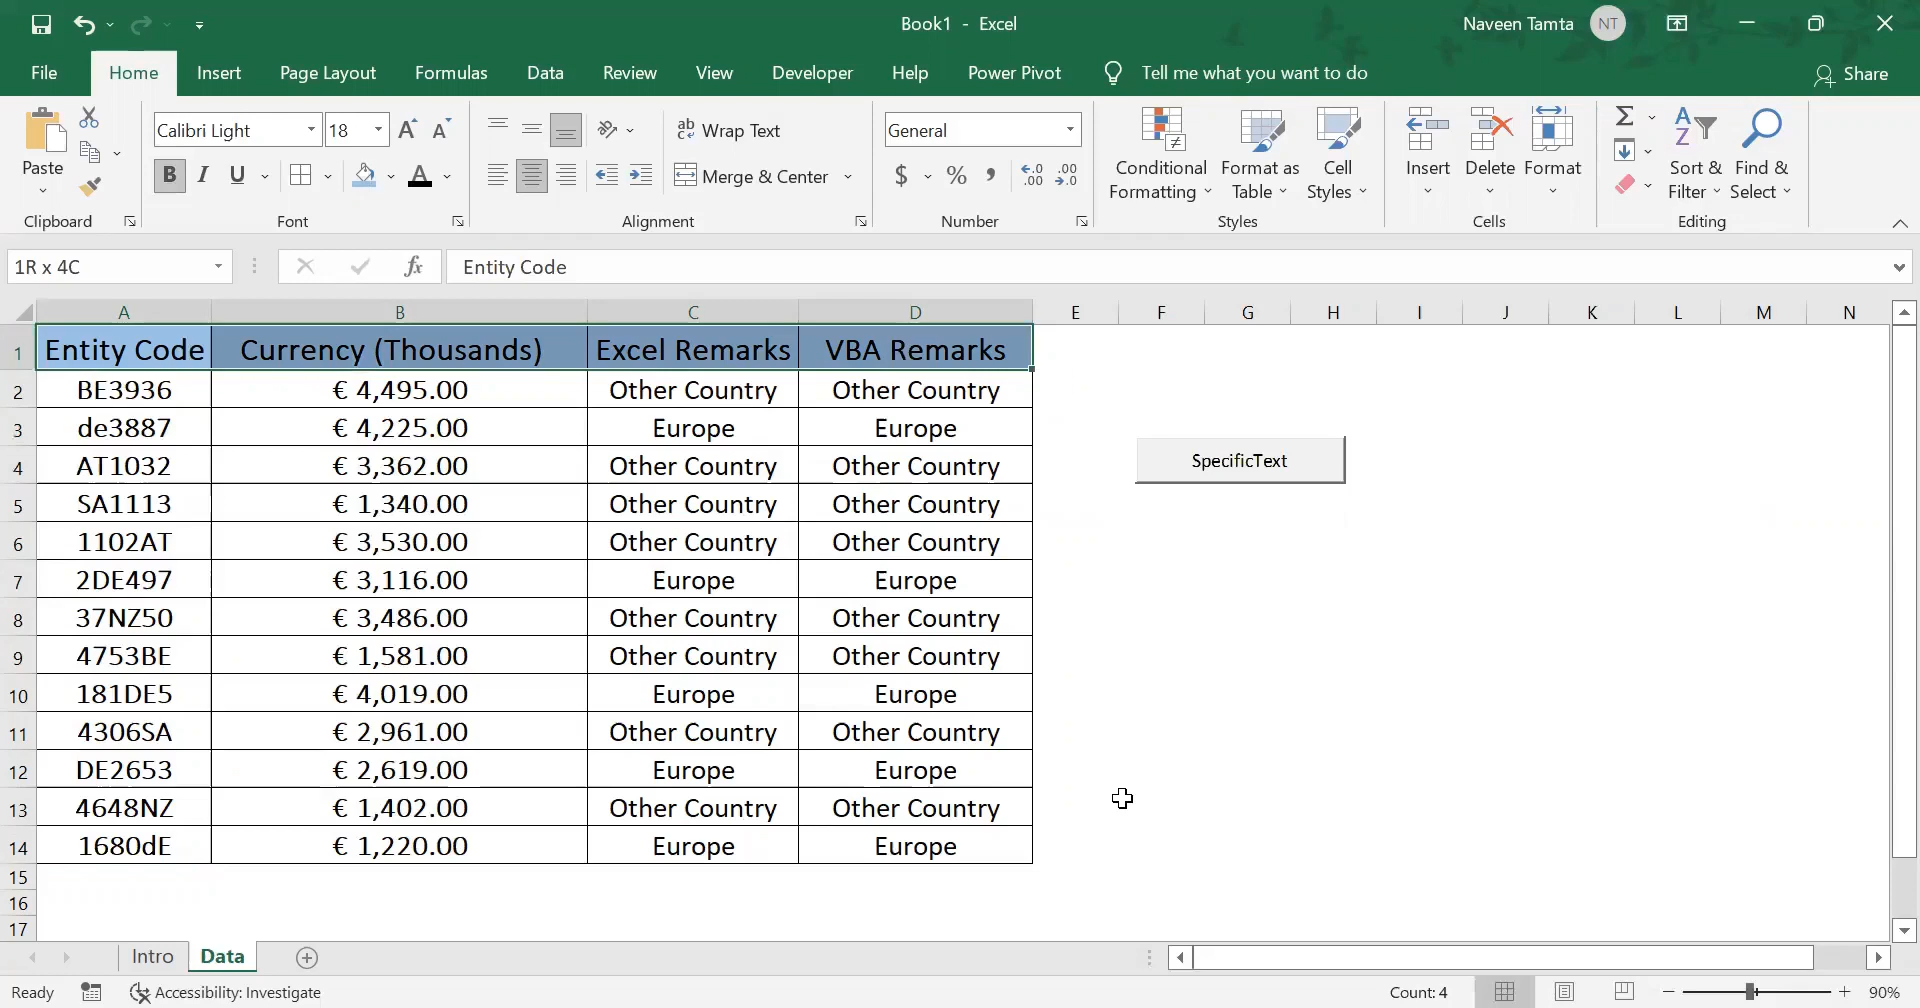 Book1 - Excel
Naveen Tamta NT
File Home Insert Page Layout Formulas Data Review View Developer Help Power Pivot Tell me what you want to do Share
Paste
Clipboard
Calibri Light 18
B I U
Font
Wrap Text
Merge & Center
Alignment
General
$ % ,
Number
Conditional Formatting
Format as Table
Cell Styles
Styles
Insert Delete Format
Cells
Sort & Filter
Find & Select
Editing
1R x 4C fx Entity Code
A B C D E F G H I J K L M N
1 Entity Code Currency (Thousands) Excel Remarks VBA Remarks
2 BE3936 € 4,495.00 Other Country Other Country
3 de3887 € 4,225.00 Europe Europe
4 AT1032 € 3,362.00 Other Country Other Country
5 SA1113 € 1,340.00 Other Country Other Country
6 1102AT € 3,530.00 Other Country Other Country
7 2DE497 € 3,116.00 Europe Europe
8 37NZ50 € 3,486.00 Other Country Other Country
9 4753BE € 1,581.00 Other Country Other Country
10 181DE5 € 4,019.00 Europe Europe
11 4306SA € 2,961.00 Other Country Other Country
12 DE2653 € 2,619.00 Europe Europe
13 4648NZ € 1,402.00 Other Country Other Country
14 1680dE € 1,220.00 Europe Europe
15
16
17
SpecificText
Intro Data
Ready Accessibility: Investigate Count: 4 90%